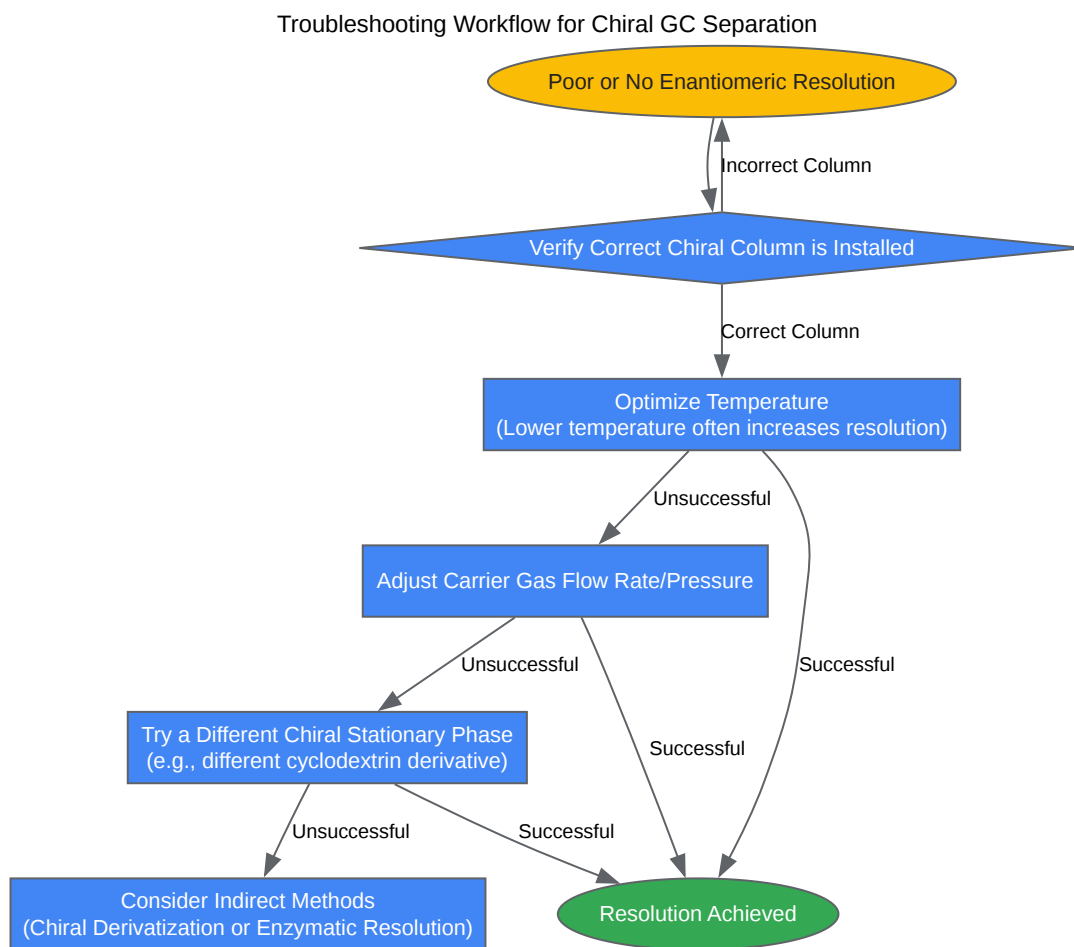 Troubleshooting Workflow for Chiral GC Separation
Poor or No Enantiomeric Resolution
Incorrect Column
Verify Correct Chiral Column is Installed
Correct Column
Optimize Temperature
(Lower temperature often increases resolution)
Unsuccessful
Adjust Carrier Gas Flow Rate/Pressure
Unsuccessful
Successful
Try a Different Chiral Stationary Phase
(e.g., different cyclodextrin derivative)
Successful
Unsuccessful
Successful
Consider Indirect Methods
(Chiral Derivatization or Enzymatic Resolution)
Resolution Achieved